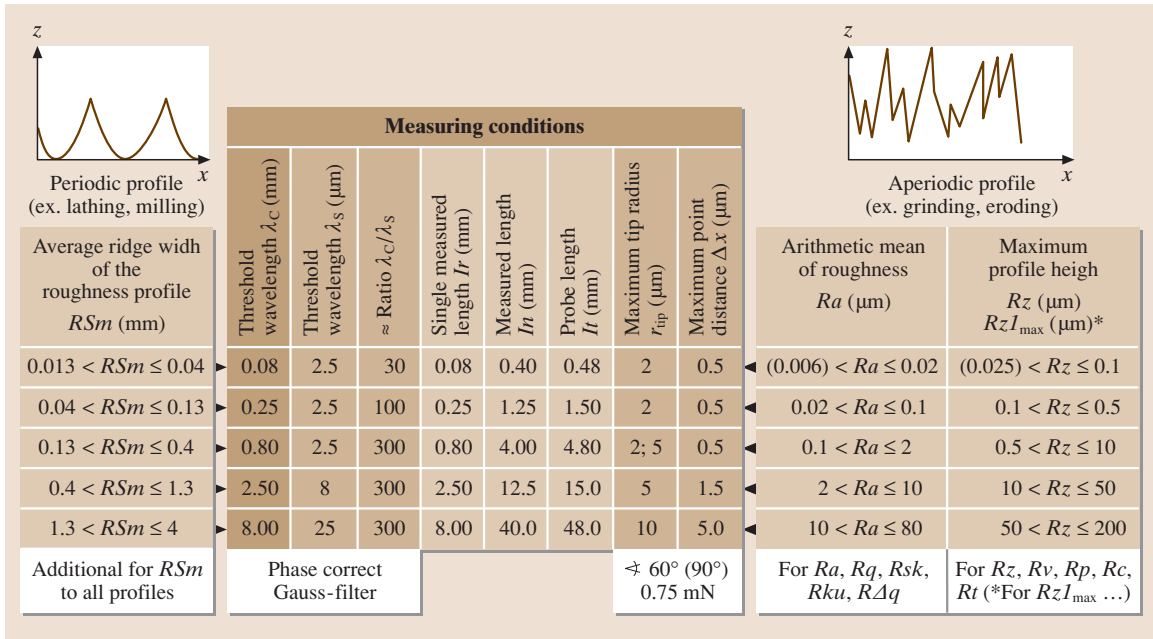 z
x
Periodic profile
(ex. lathing, milling)
z
x
Aperiodic profile
(ex. grinding, eroding)
Measuring conditions
Average ridge widh
of the
roughness profile
RSm (mm)
Threshold
wavelength λC (mm)
Threshold
wavelength λS (µm)
≈ Ratio λC/λS
Single measured
length Ir (mm)
Measured length
In (mm)
Probe length
It (mm)
Maximum tip radius
rtip (µm)
Maximum point
distance Δx (µm)
Arithmetic mean
of roughness
Ra (µm)
Maximum
profile heigh
Rz (µm)
Rz1max (µm)*
0.013 < RSm ≤ 0.04 0.08 2.5 30 0.08 0.40 0.48 2 0.5 (0.006) < Ra ≤ 0.02 (0.025) < Rz ≤ 0.1
0.04 < RSm ≤ 0.13 0.25 2.5 100 0.25 1.25 1.50 2 0.5 0.02 < Ra ≤ 0.1 0.1 < Rz ≤ 0.5
0.13 < RSm ≤ 0.4 0.80 2.5 300 0.80 4.00 4.80 2; 5 0.5 0.1 < Ra ≤ 2 0.5 < Rz ≤ 10
0.4 < RSm ≤ 1.3 2.50 8 300 2.50 12.5 15.0 5 1.5 2 < Ra ≤ 10 10 < Rz ≤ 50
1.3 < RSm ≤ 4 8.00 25 300 8.00 40.0 48.0 10 5.0 10 < Ra ≤ 80 50 < Rz ≤ 200
Additional for RSm
to all profiles
Phase correct
Gauss-filter
∢ 60° (90°)
0.75 mN
For Ra, Rq, Rsk,
Rku, RΔq
For Rz, Rv, Rp, Rc,
Rt (*For Rz1max …)